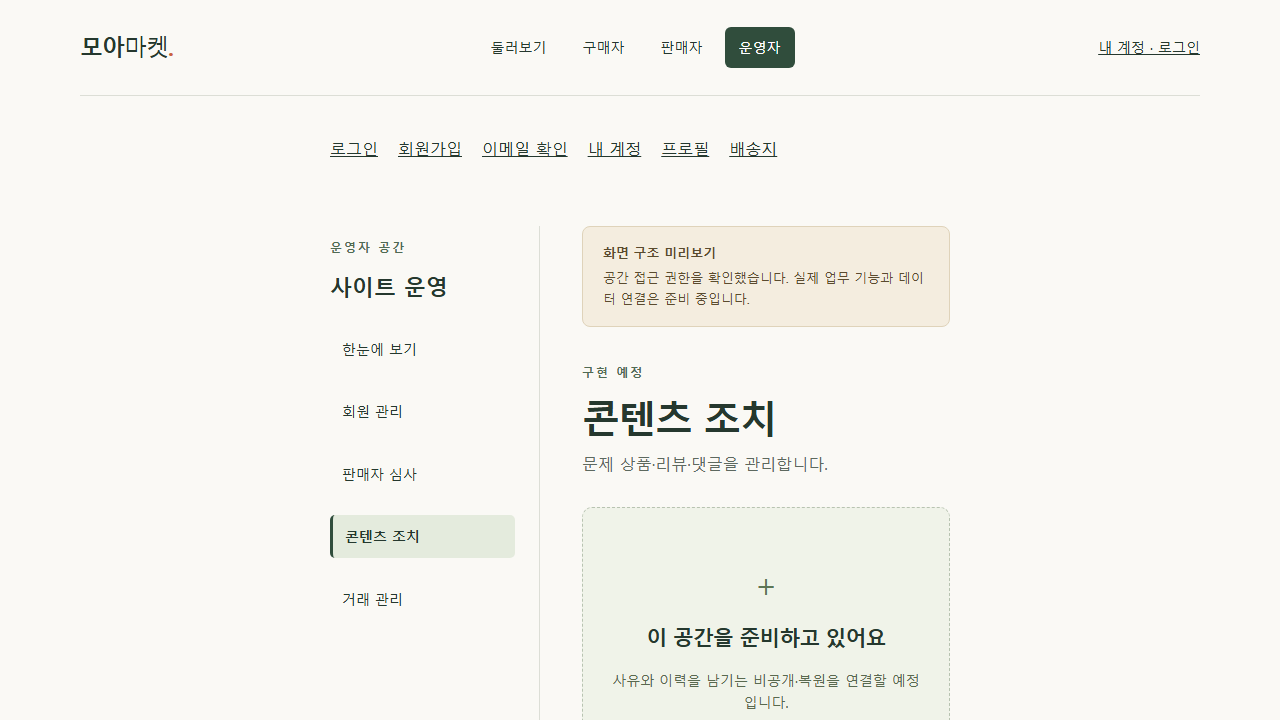 모아마켓.
둘러보기
구매자
판매자
운영자
내 계정 · 로그인
로그인
회원가입
이메일 확인
내 계정
프로필
배송지
운영자 공간
사이트 운영
한눈에 보기
회원 관리
판매자 심사
콘텐츠 조치
거래 관리
화면 구조 미리보기
공간 접근 권한을 확인했습니다. 실제 업무 기능과 데이
터 연결은 준비 중입니다.
구현 예정
콘텐츠 조치
문제 상품·리뷰·댓글을 관리합니다.
+
이 공간을 준비하고 있어요
사유와 이력을 남기는 비공개·복원을 연결할 예정
입니다.